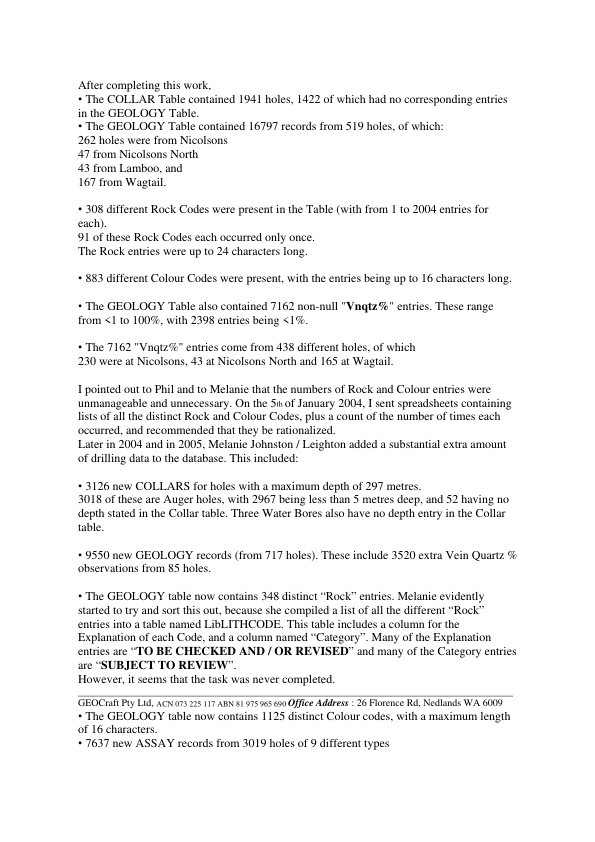 After completing this work,
• The COLLAR Table contained 1941 holes, 1422 of which had no corresponding entries
in the GEOLOGY Table.
• The GEOLOGY Table contained 16797 records from 519 holes, of which:
262 holes were from Nicolsons
47 from Nicolsons North
43 from Lamboo, and
167 from Wagtail.
• 308 different Rock Codes were present in the Table (with from 1 to 2004 entries for
each).
91 of these Rock Codes each occurred only once.
The Rock entries were up to 24 characters long.
• 883 different Colour Codes were present, with the entries being up to 16 characters long.
• The GEOLOGY Table also contained 7162 non-null "Vnqtz%" entries. These range
from <1 to 100%, with 2398 entries being <1%.
• The 7162 "Vnqtz%" entries come from 438 different holes, of which
230 were at Nicolsons, 43 at Nicolsons North and 165 at Wagtail.
I pointed out to Phil and to Melanie that the numbers of Rock and Colour entries were
unmanageable and unnecessary. On the 5th of January 2004, I sent spreadsheets containing
lists of all the distinct Rock and Colour Codes, plus a count of the number of times each
occurred, and recommended that they be rationalized.
Later in 2004 and in 2005, Melanie Johnston / Leighton added a substantial extra amount
of drilling data to the database. This included:
• 3126 new COLLARS for holes with a maximum depth of 297 metres.
3018 of these are Auger holes, with 2967 being less than 5 metres deep, and 52 having no
depth stated in the Collar table. Three Water Bores also have no depth entry in the Collar
table.
• 9550 new GEOLOGY records (from 717 holes). These include 3520 extra Vein Quartz %
observations from 85 holes.
• The GEOLOGY table now contains 348 distinct “Rock” entries. Melanie evidently
started to try and sort this out, because she compiled a list of all the different “Rock”
entries into a table named LibLITHCODE. This table includes a column for the
Explanation of each Code, and a column named “Category”. Many of the Explanation
entries are “TO BE CHECKED AND / OR REVISED” and many of the Category entries
are “SUBJECT TO REVIEW”.
However, it seems that the task was never completed.
GEOCraft Pty Ltd, ACN 073 225 117 ABN 81 975 965 690 Office Address : 26 Florence Rd, Nedlands WA 6009
• The GEOLOGY table now contains 1125 distinct Colour codes, with a maximum length
of 16 characters.
• 7637 new ASSAY records from 3019 holes of 9 different types